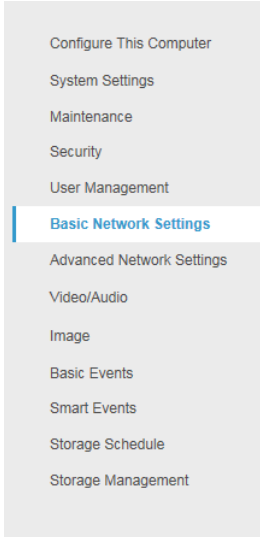 Configure This Computer
System Settings
Maintenance
Security
User Management
Basic Network Settings
Advanced Network Settings
Video/Audio
Image
Basic Events
Smart Events
Storage Schedule
Storage Management